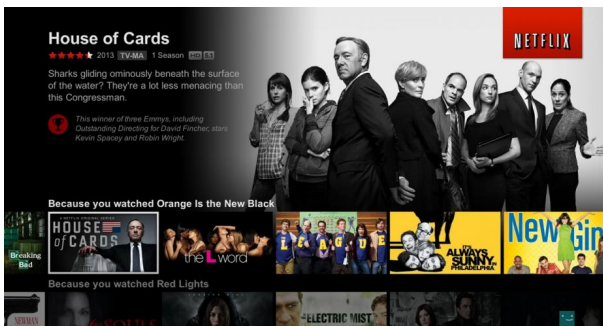 House of Cards
NETFLIX
2013 TV-MA 1 Season HD 5.1
Sharks gliding ominously beneath the surface
of the water? They're a lot less menacing than
this Congressman.
This winner of three Emmys, including
Outstanding Directing for David Fincher, stars
Kevin Spacey and Robin Wright.
Because you watched Orange Is the New Black
Breaking
Bad
A NETFLIX ORIGINAL SERIES
HOUSE
of CARDS
the L word
LEAGUE
IT'S
ALWAYS
SUNNY
PHILADELPHIA
New Girl
Because you watched Red Lights
NEWMAN
SOULS
ELECTRIC MIST